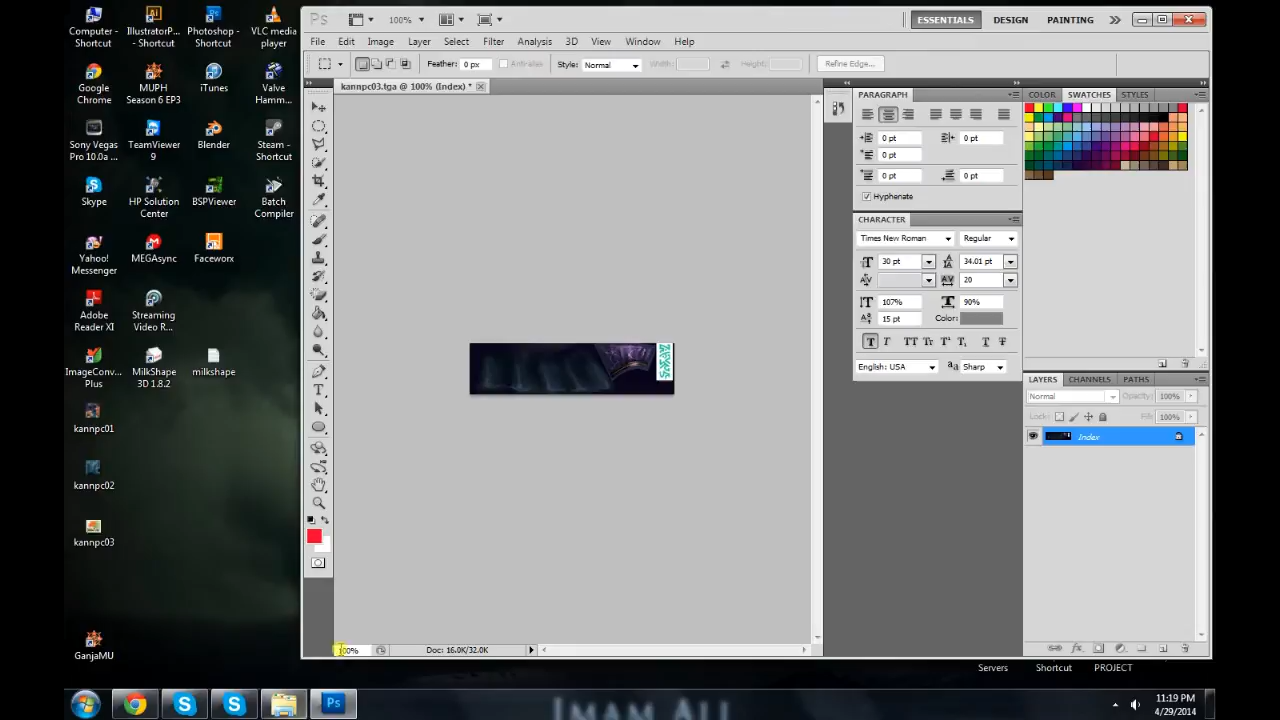 Computer - Shortcut
IllustratorP... - Shortcut
Photoshop - Shortcut
VLC media player
Google Chrome
MUPH Season 6 EP3
iTunes
Valve Hamm...
Sony Vegas Pro 10.0a ...
TeamViewer 9
Blender
Steam - Shortcut
Skype
HP Solution Center
BSPViewer
Batch Compiler
Yahoo! Messenger
MEGAsync
Faceworx
Adobe Reader XI
Streaming Video R...
ImageConv... Plus
MilkShape 3D 1.8.2
milkshape
kannpc01
kannpc02
kannpc03
GanjaMU
Ps
100%
ESSENTIALS
DESIGN
PAINTING
File
Edit
Image
Layer
Select
Filter
Analysis
3D
View
Window
Help
Feather: 0 px
Anti-alias
Style: Normal
Width:
Height:
Refine Edge...
kannpc03.tga @ 100% (Index) *
PARAGRAPH
0 pt
0 pt
0 pt
0 pt
0 pt
Hyphenate
CHARACTER
Times New Roman
Regular
30 pt
34.01 pt
20
107%
90%
15 pt
Color:
English: USA
Sharp
COLOR
SWATCHES
STYLES
LAYERS
CHANNELS
PATHS
Normal
Opacity: 100%
Lock:
Fill: 100%
Index
100%
Doc: 16.0K/32.0K
Servers
Shortcut
PROJECT
IMAM ALI
Ps
11:19 PM
4/29/2014